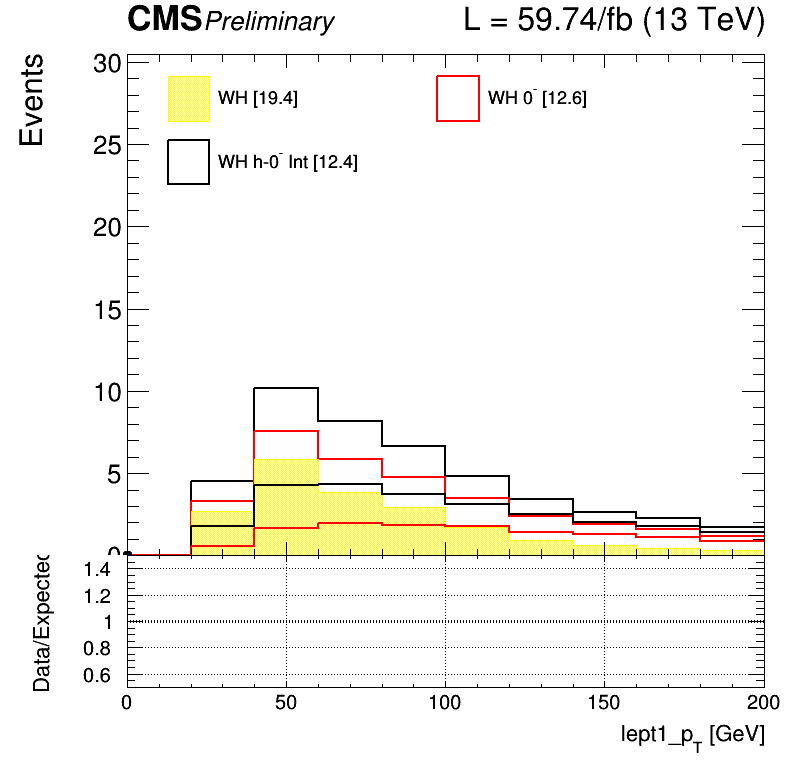 CMS Preliminary L = 59.74/fb (13 TeV)
Events
30
WH [19.4] WH 0⁻ [12.6]
25
WH h-0⁻ Int [12.4]
20
15
10
5
0
Data/Expected
1.4
1.2
1
0.8
0.6
0 50 100 150 200
lept1_p_T [GeV]